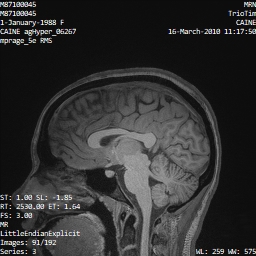 M87100045
MRN
M87100045
TrioTim
1-January-1988 F
CAINE
CAINE agHyper_06267
16-March-2010 11:17:50
mprage_5e RMS
ST: 1.00 SL: -1.85
RT: 2530.00 ET: 1.64
FS: 3.00
MR
LittleEndianExplicit
Images: 91/192
Series: 3
WL: 259 WW: 575